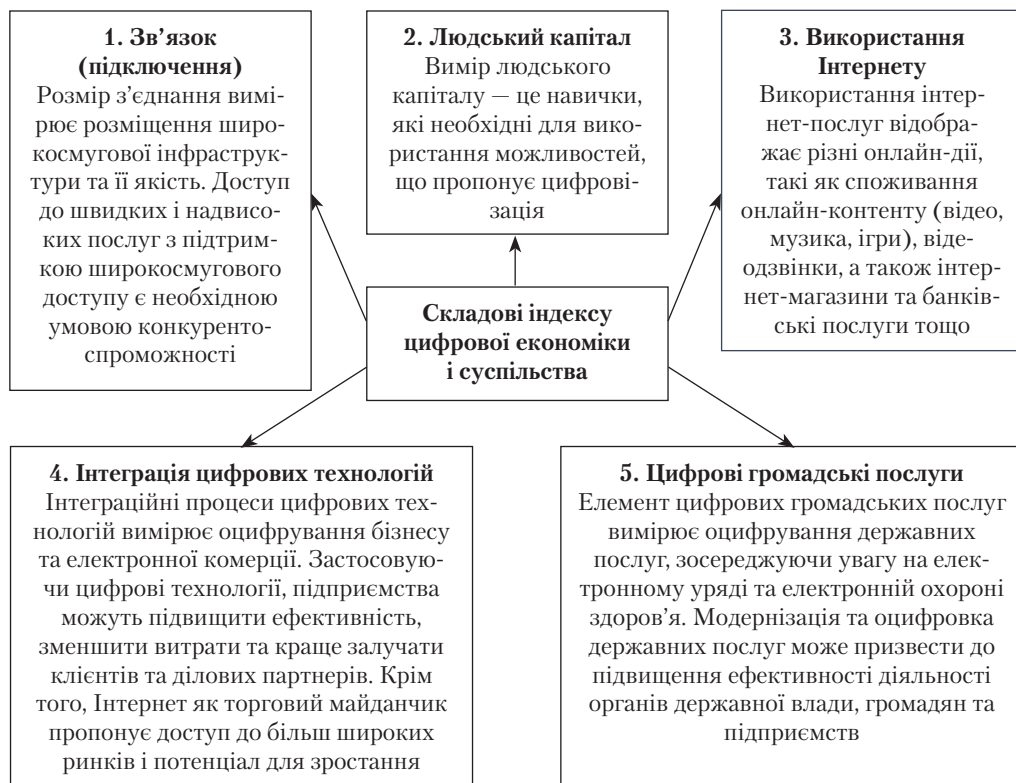 1. Зв’язок
(підключення)
Розмір з’єднання вимі-
рює розміщення широ-
космугової інфраструк-
тури та її якість. Доступ
до швидких і надвисо-
ких послуг з підтрим-
кою широкосмугового
доступу є необхідною
умовою конкуренто-
спроможності
2. Людський капітал
Вимір людського
капіталу — це навички,
які необхідні для вико-
ристання можливостей,
що пропонує цифрові-
зація
3. Використання
Інтернету
Використання інтер-
нет-послуг відобра-
жає різні онлайн-дії,
такі як споживання
онлайн-контенту (відео,
музика, ігри), віде-
одзвінки, а також інтер-
нет-магазини та банків-
ські послуги тощо
Складові індексу
цифрової економіки
і суспільства
4. Інтеграція цифрових технологій
Інтеграційні процеси цифрових тех-
нологій вимірює оцифрування бізнесу
та електронної комерції. Застосовую-
чи цифрові технології, підприємства
можуть підвищити ефективність,
зменшити витрати та краще залучати
клієнтів та ділових партнерів. Крім
того, Інтернет як торговий майданчик
пропонує доступ до більш широких
ринків і потенціал для зростання
5. Цифрові громадські послуги
Елемент цифрових громадських послуг
вимірює оцифрування державних
послуг, зосереджуючи увагу на елек-
тронному уряді та електронній охороні
здоров’я. Модернізація та оцифровка
державних послуг може призвести до
підвищення ефективності діяльності
органів державної влади, громадян та
підприємств